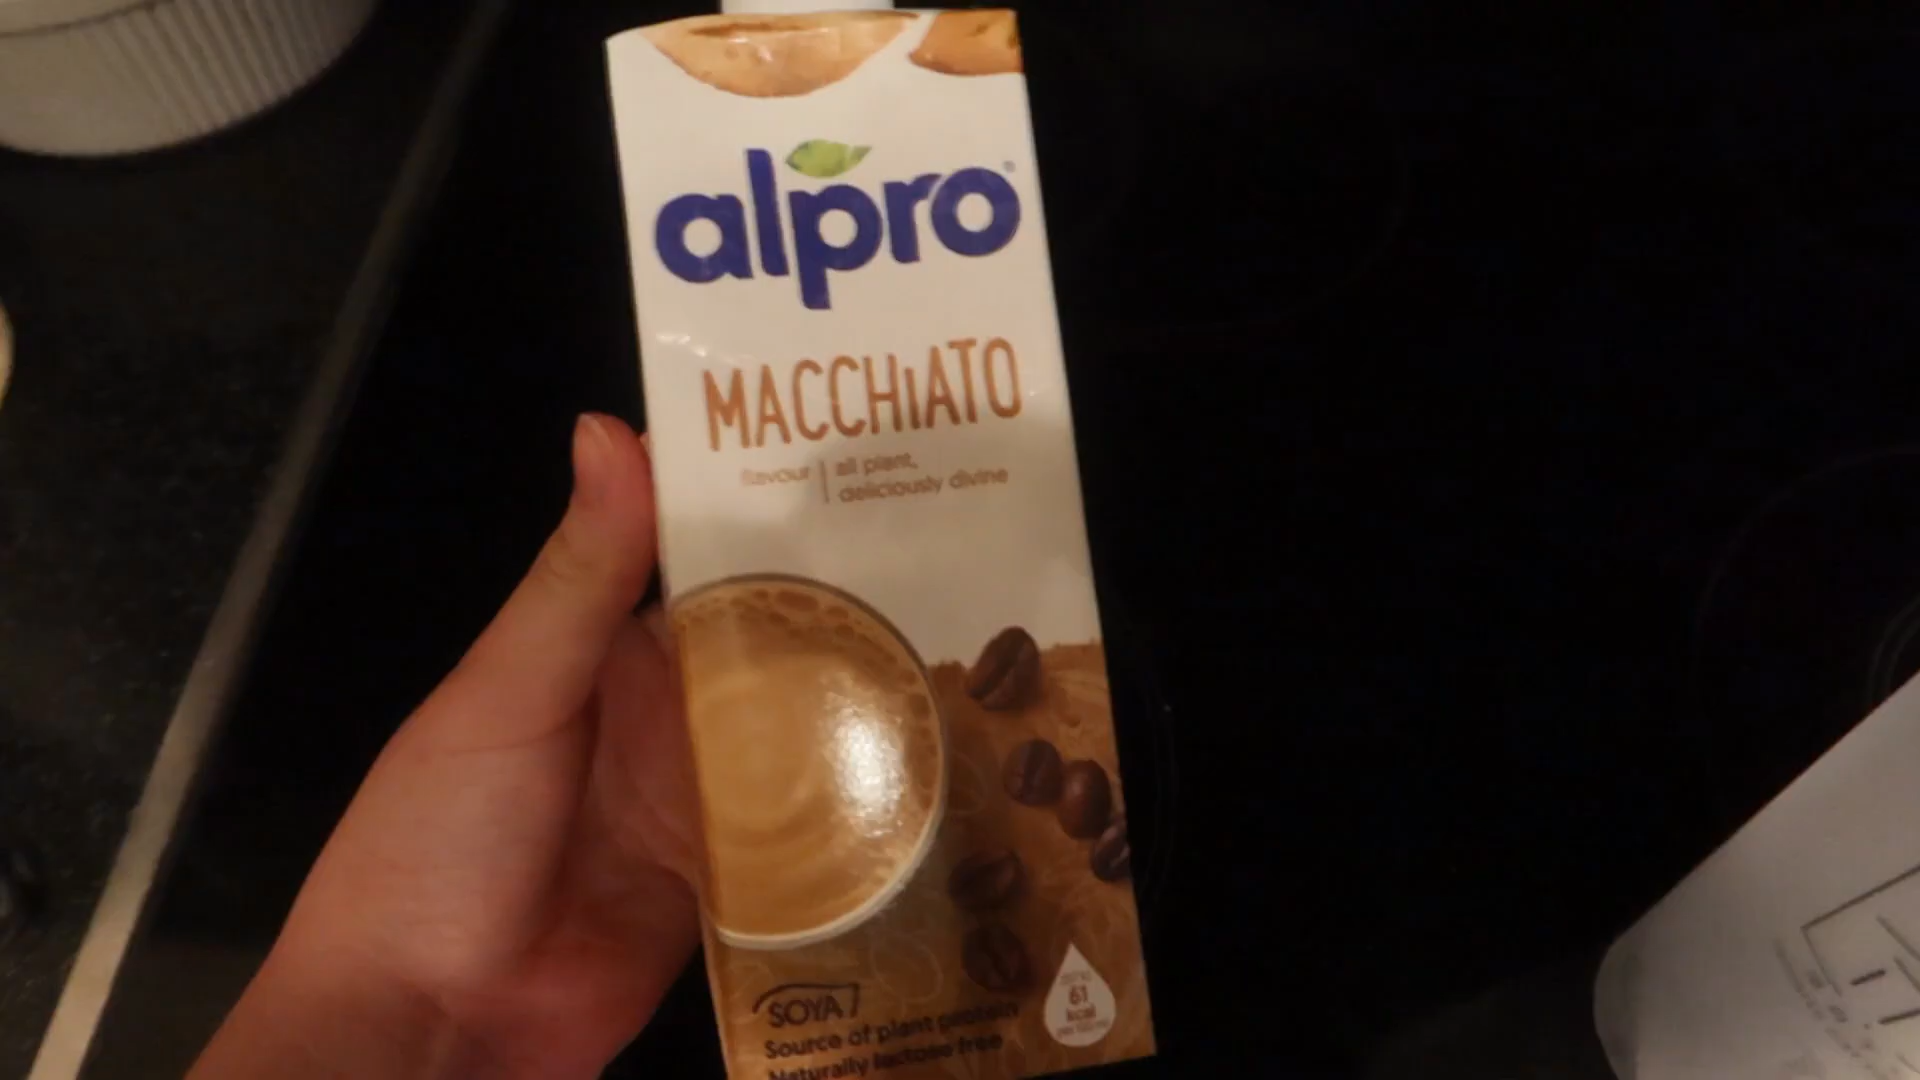 alpro
MACCHiATO
flavour
all plant,
deliciously divine
SOYA
Source of plant protein
Naturally lactose free
61
kcal